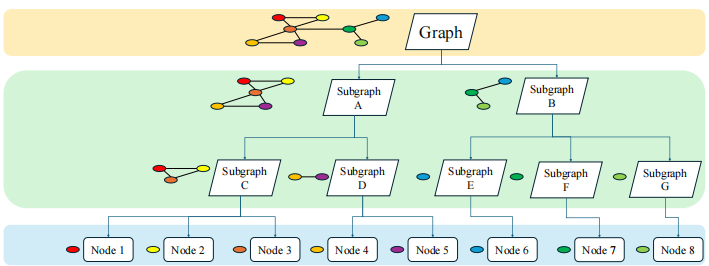 Graph
Subgraph
A
Subgraph
B
Subgraph
C
Subgraph
D
Subgraph
E
Subgraph
F
Subgraph
G
Node 1
Node 2
Node 3
Node 4
Node 5
Node 6
Node 7
Node 8